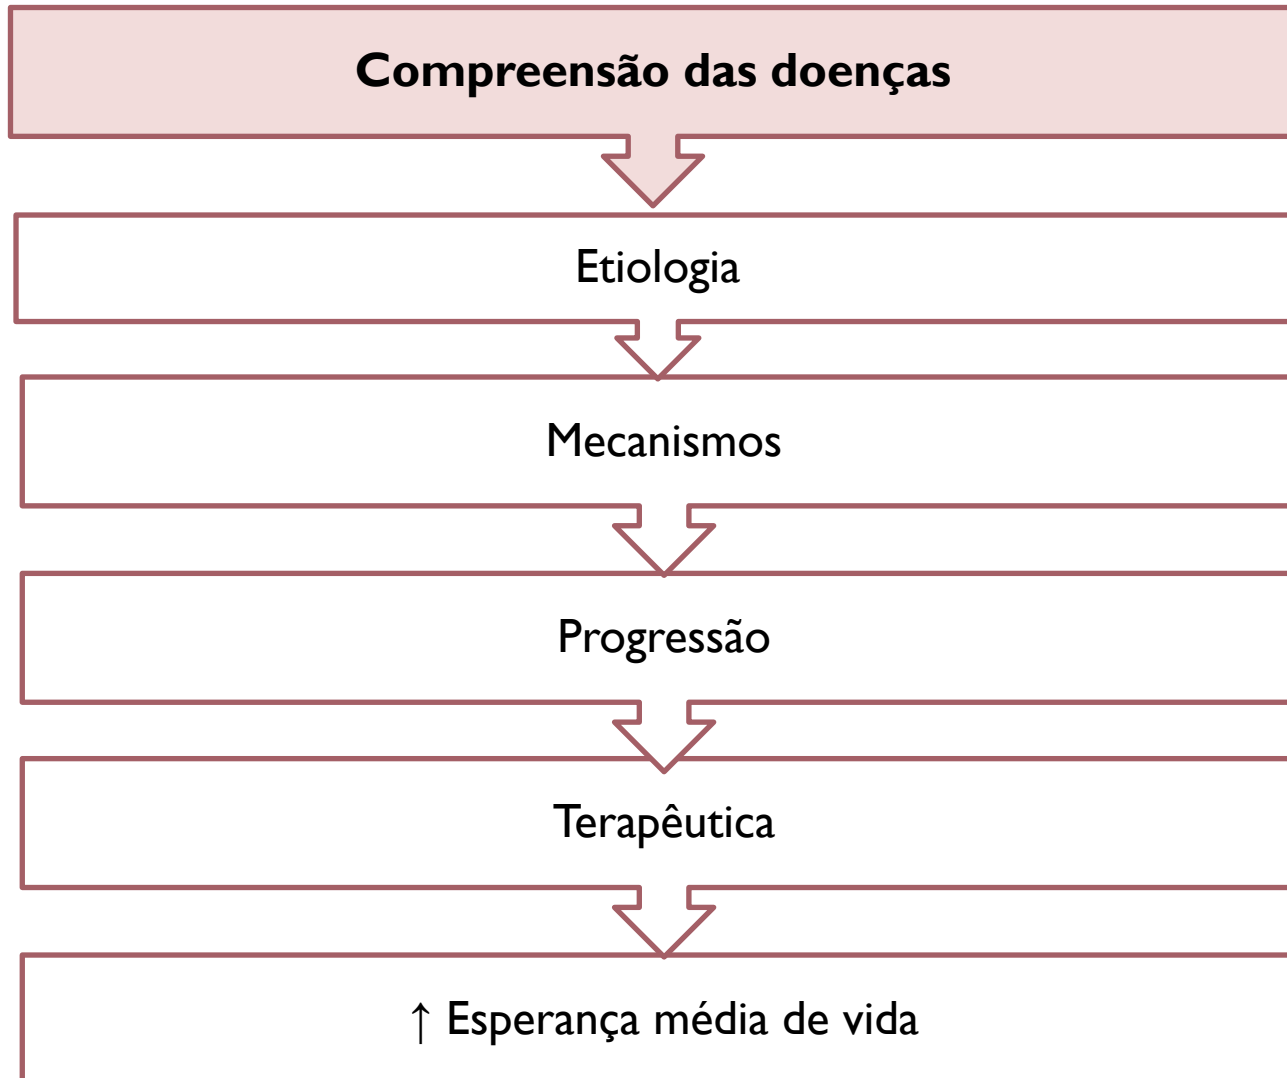 Compreensão das doenças
Etiologia
Mecanismos
Progressão
Terapêutica
↑ Esperança média de vida